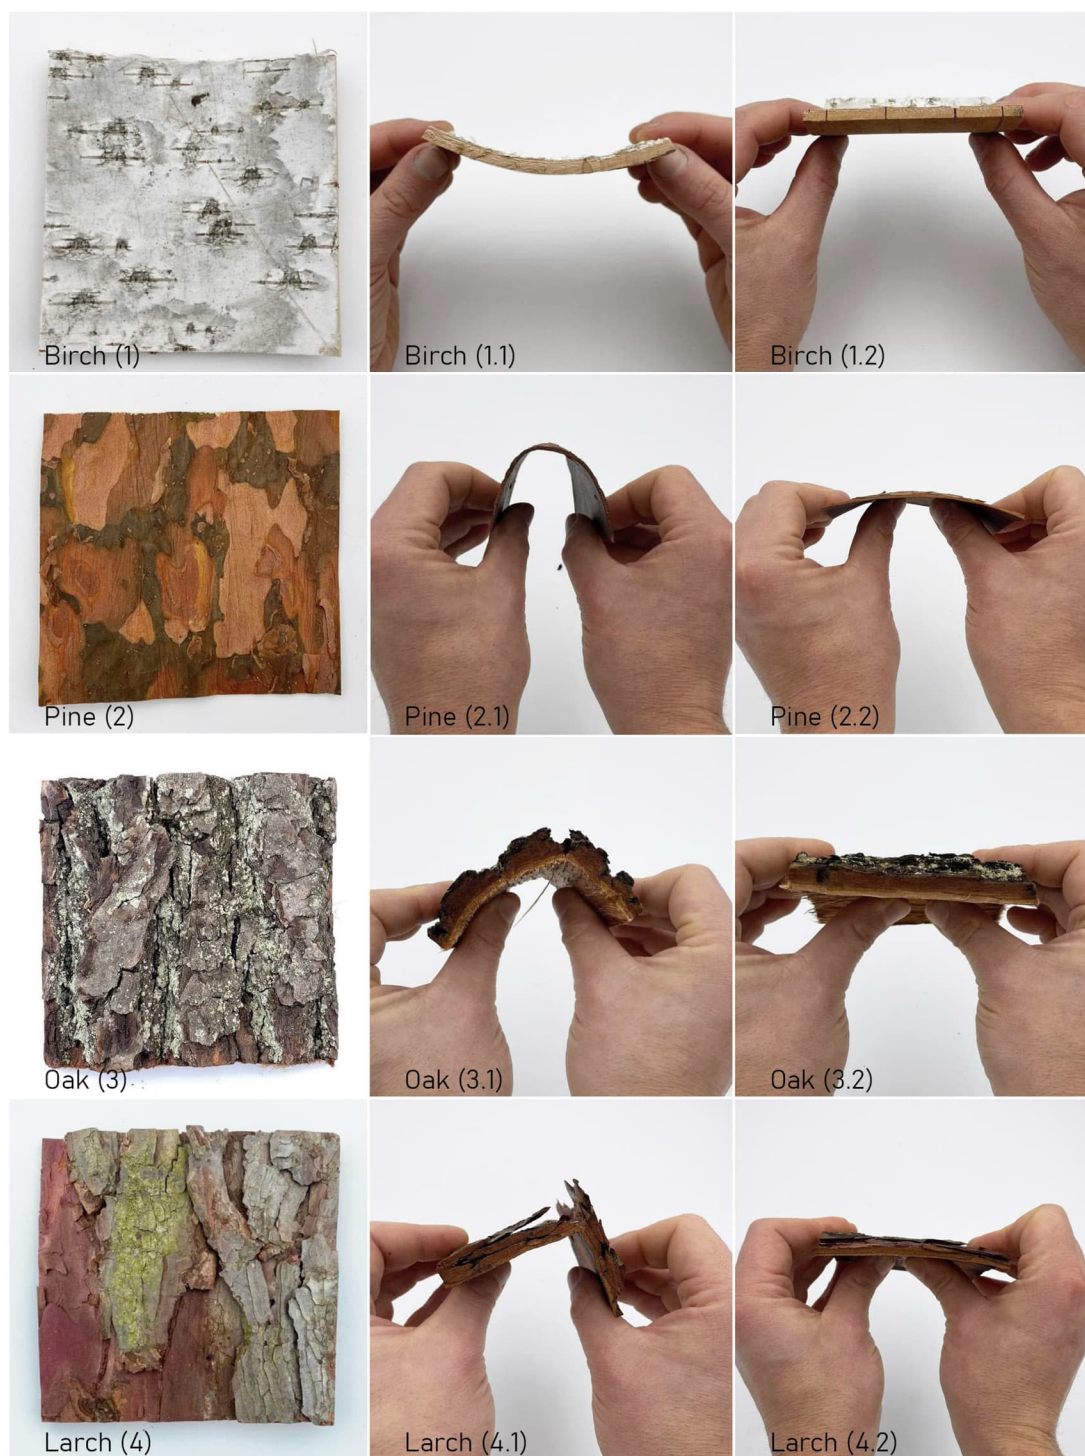 Birch (1)
Birch (1.1)
Birch (1.2)
Pine (2)
Pine (2.1)
Pine (2.2)
Oak (3)
Oak (3.1)
Oak (3.2)
Larch (4)
Larch (4.1)
Larch (4.2)